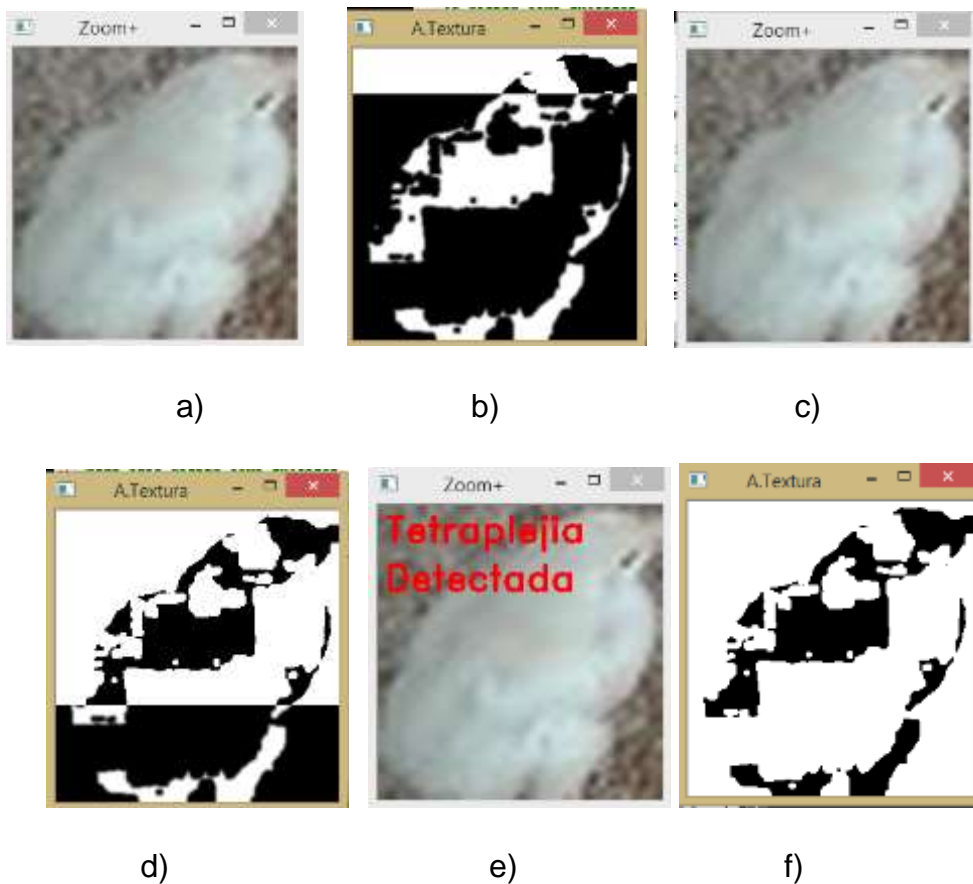 Zoom+
A.Textura
Zoom+
a)
b)
c)
A.Textura
Zoom+
A.Textura
Tetraplejia
Detectada
d)
e)
f)